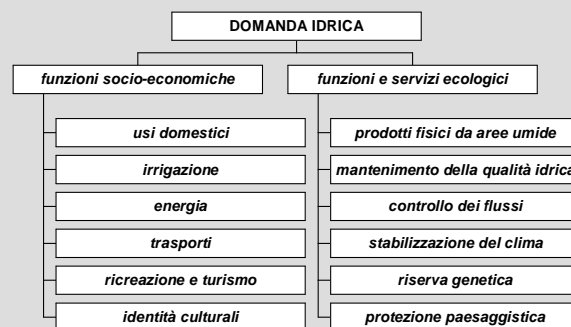 DOMANDA IDRICA
funzioni socio-economiche
usi domestici
irrigazione
energia
trasporti
ricreazione e turismo
identità culturali
funzioni e servizi ecologici
prodotti fisici da aree umide
mantenimento della qualità idrica
controllo dei flussi
stabilizzazione del clima
riserva genetica
protezione paesaggistica